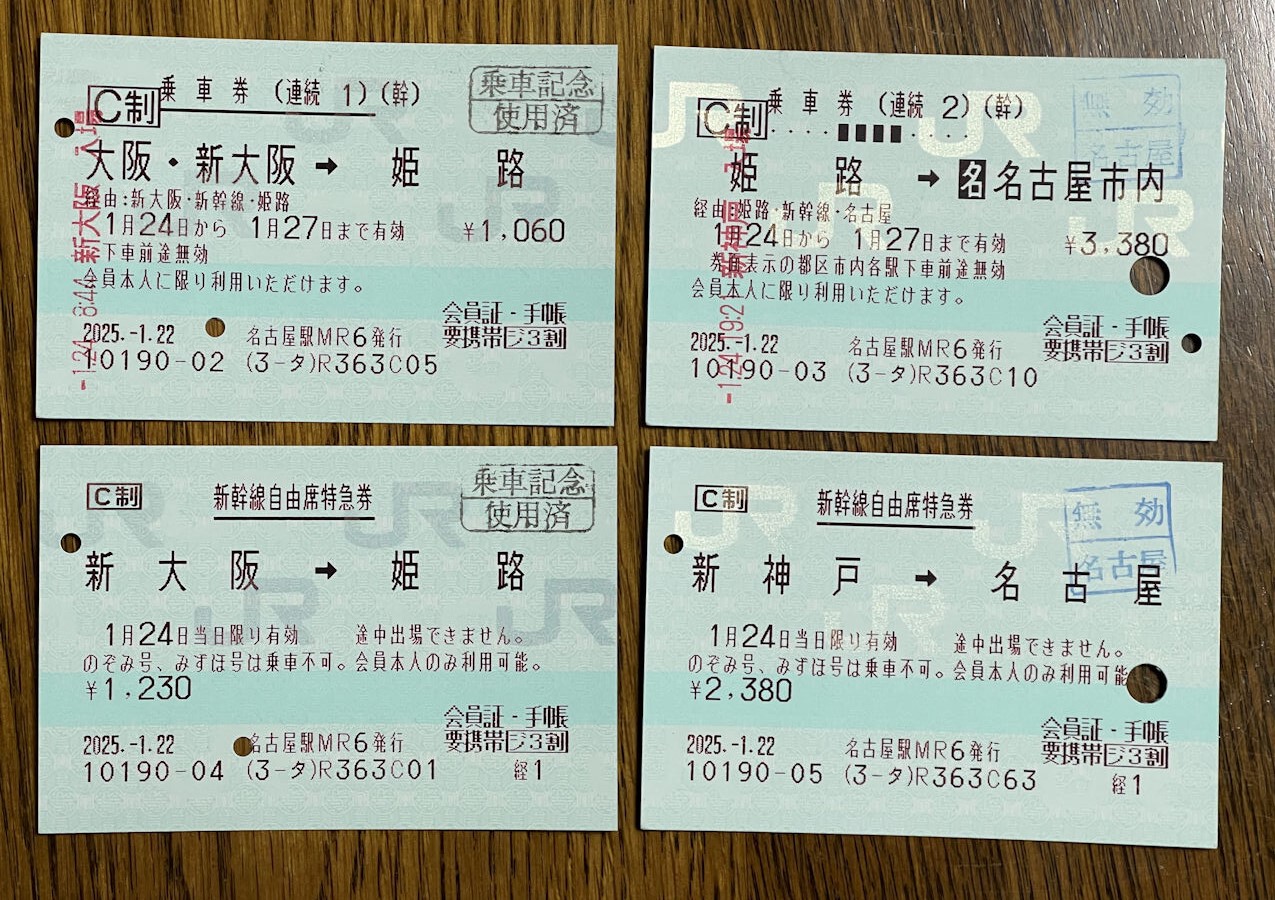 C制 乗車券 (連続 1)(幹)
乗車記念
使用済
大阪・新大阪 → 姫路
経由:新大阪・新幹線・姫路
1月24日から 1月27日まで有効 ¥1,060
下車前途無効
会員本人に限り利用いただけます。
会員証・手帳
要携帯 ジ3割
2025.-1.22 名古屋駅MR6発行
10190-02 (3-タ)R363C05
-1.24 8:44 新大阪 入場
C制 乗車券 (連続 2)(幹)
無効
名古屋
姫路 → 名 名古屋市内
経由:姫路・新幹線・名古屋
1月24日から 1月27日まで有効 ¥3,380
券面表示の都区市内各駅下車前途無効
会員本人に限り利用いただけます。
会員証・手帳
要携帯 ジ3割
2025.-1.22 名古屋駅MR6発行
10190-03 (3-タ)R363C10
-1.24 9:21 新神戸 入場
C制 新幹線自由席特急券
乗車記念
使用済
新大阪 → 姫路
1月24日当日限り有効 途中出場できません。
のぞみ号、みずほ号は乗車不可。会員本人のみ利用可能。
¥1,230
会員証・手帳
要携帯 ジ3割
2025.-1.22 名古屋駅MR6発行
10190-04 (3-タ)R363C01 経1
C制 新幹線自由席特急券
無効
名古屋
新神戸 → 名古屋
1月24日当日限り有効 途中出場できません。
のぞみ号、みずほ号は乗車不可。会員本人のみ利用可能
¥2,380
会員証・手帳
要携帯 ジ3割
2025.-1.22 名古屋駅MR6発行
10190-05 (3-タ)R363C63 経1